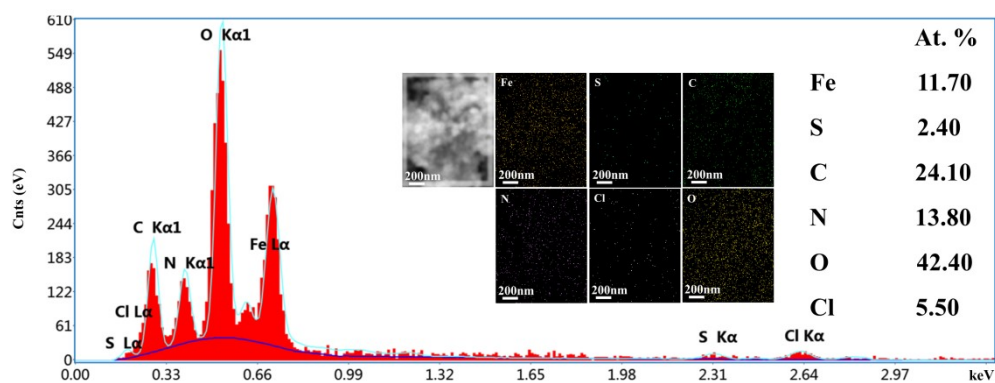 610
549
488
427
366
305
244
183
122
61
0
Cnts (eV)
O Kα1
C Kα1
N Kα1
Fe Lα
Cl Lα
S Lα
S Kα
Cl Kα
0.00 0.33 0.66 0.99 1.32 1.65 1.98 2.31 2.64 2.97 keV
200nm
Fe
200nm
S
200nm
C
200nm
N
200nm
Cl
200nm
O
200nm
At. %
Fe 11.70
S 2.40
C 24.10
N 13.80
O 42.40
Cl 5.50